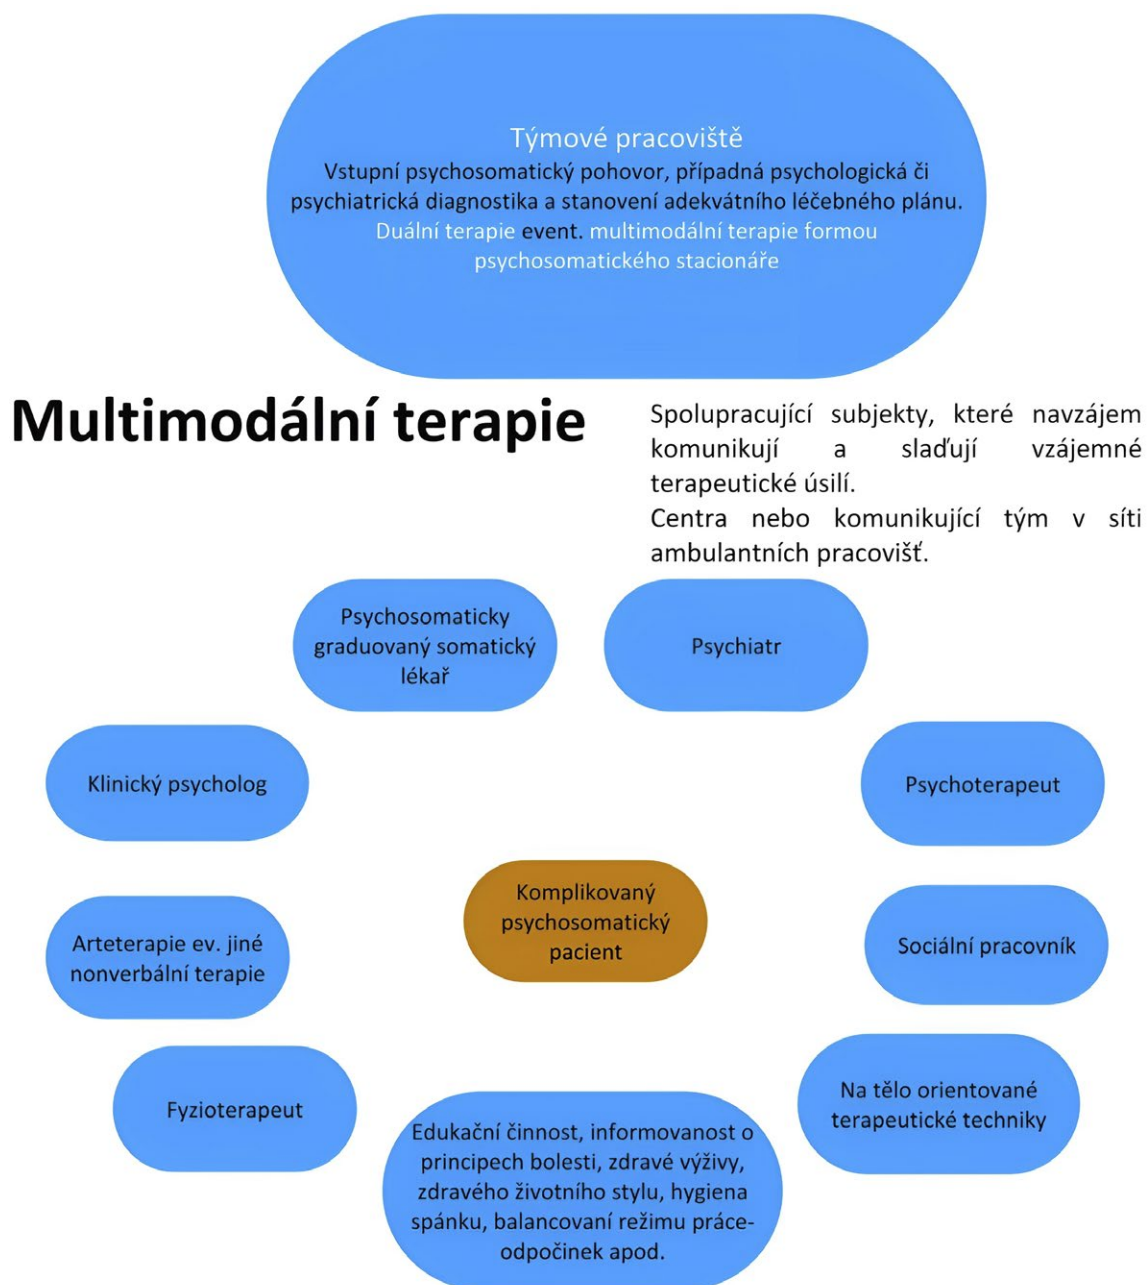 Týmové pracoviště
Vstupní psychosomatický pohovor, případná psychologická či
psychiatrická diagnostika a stanovení adekvátního léčebného plánu.
Duální terapie event. multimodální terapie formou
psychosomatického stacionáře
Multimodální terapie
Spolupracující subjekty, které navzájem
komunikují a slaďují vzájemné
terapeutické úsilí.
Centra nebo komunikující tým v síti
ambulantních pracovišť.
Psychosomaticky
graduovaný somatický
lékař
Psychiatr
Klinický psycholog
Psychoterapeut
Komplikovaný
psychosomatický
pacient
Arteterapie ev. jiné
nonverbální terapie
Sociální pracovník
Fyzioterapeut
Na tělo orientované
terapeutické techniky
Edukační činnost, informovanost o
principech bolesti, zdravé výživy,
zdravého životního stylu, hygiena
spánku, balancovaní režimu práce-
odpočinek apod.